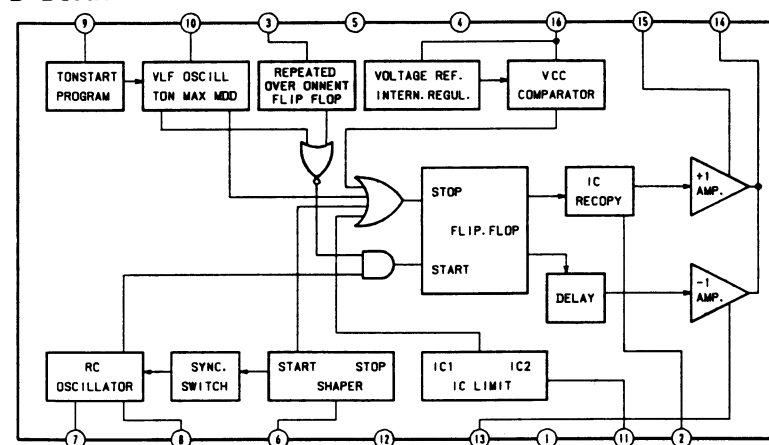 9 10 3 5 4 16 15 14
TONSTART
PROGRAM
VLF OSCILL
TON MAX MDD
REPEATED
OVER ONNENT
FLIP FLOP
VOLTAGE REF.
INTERN.REGUL.
VCC
COMPARATOR
STOP
FLIP.FLOP
START
IC
RECOPY
+1
AMP.
DELAY
-1
AMP.
RC
OSCILLATOR
SYNC.
SWITCH
START STOP
SHAPER
IC1 IC2
IC LIMIT
7 8 6 12 13 1 11 2